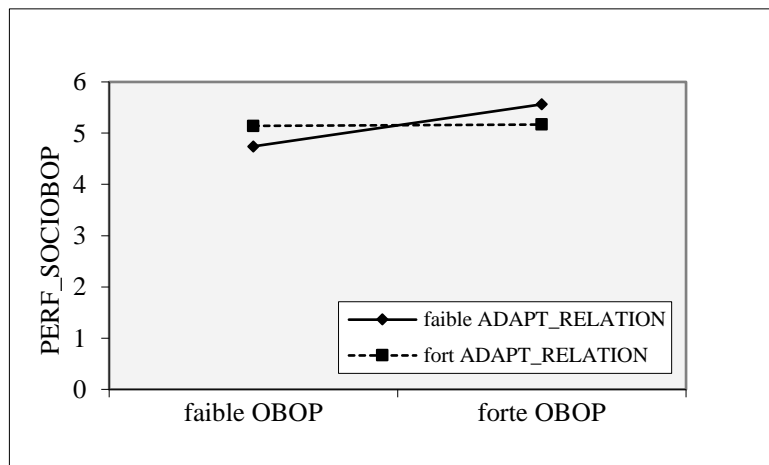 6
5
4
3
2
1
0
PERF_SOCIOBOP
faible ADAPT_RELATION
fort ADAPT_RELATION
faible OBOP
forte OBOP